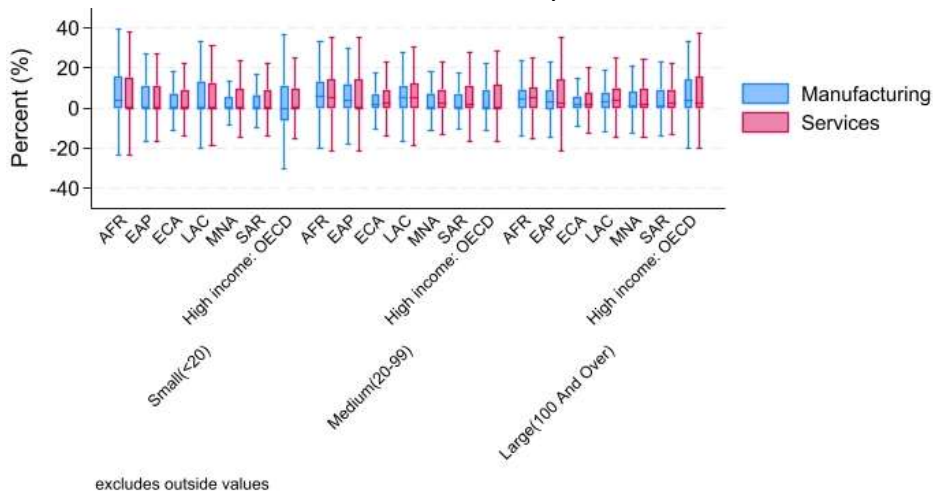 Percent (%)
40
20
0
-20
-40
AFR
EAP
ECA
LAC
MNA
SAR
High income: OECD
AFR
EAP
ECA
LAC
MNA
SAR
High income: OECD
AFR
EAP
ECA
LAC
MNA
SAR
High income: OECD
Small(<20)
Medium(20-99)
Large(100 And Over)
Manufacturing
Services
excludes outside values